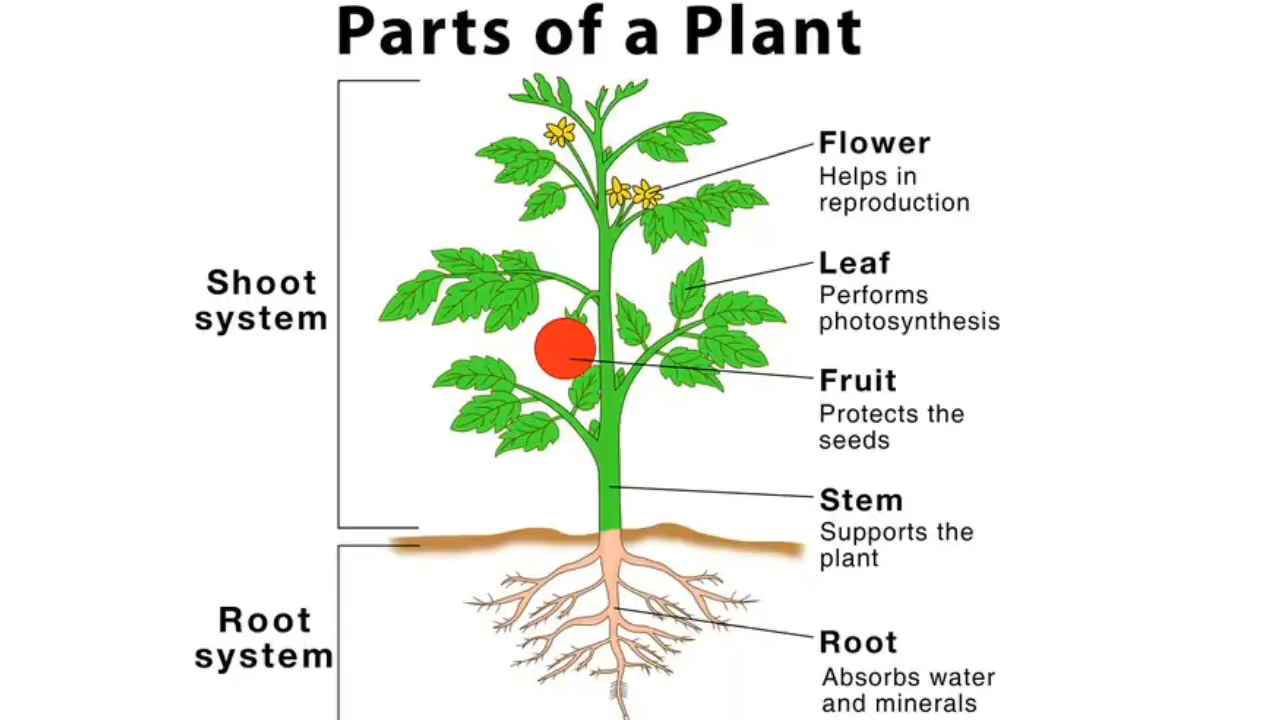 Parts of a Plant
Shoot
system
Flower
Helps in
reproduction
Leaf
Performs
photosynthesis
Fruit
Protects the
seeds
Stem
Supports the
plant
Root
system
Root
Absorbs water
and minerals